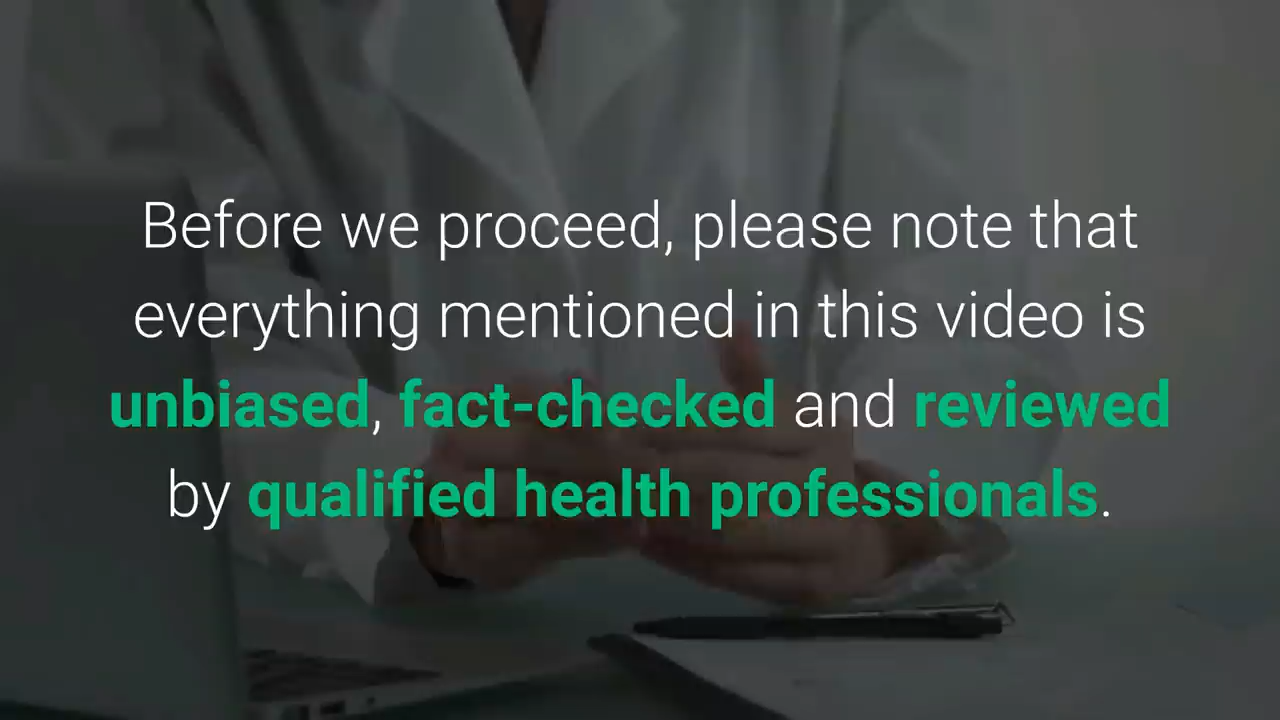 Before we proceed, please note that
everything mentioned in this video is
unbiased, fact-checked and reviewed
by qualified health professionals.